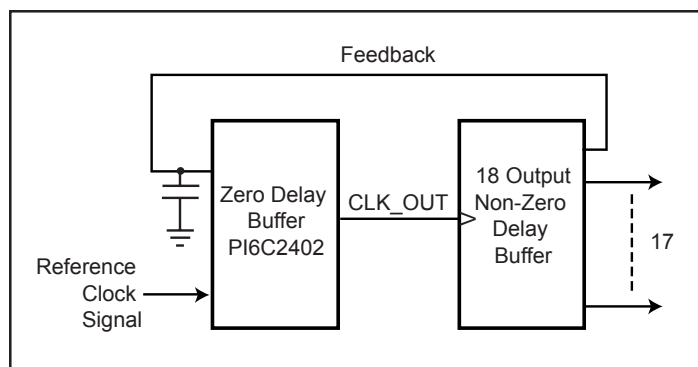 Feedback
Zero Delay
Buffer
PI6C2402
CLK_OUT
18 Output
Non-Zero
Delay
Buffer
17
Reference
Clock
Signal